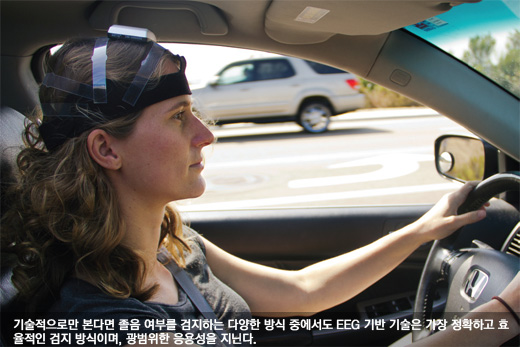 기술적으로만 본다면 졸음 여부를 검지하는 다양한 방식 중에서도 EEG 기반 기술은 가장 정확하고 효
율적인 검지 방식이며, 광범위한 응용성을 지닌다.